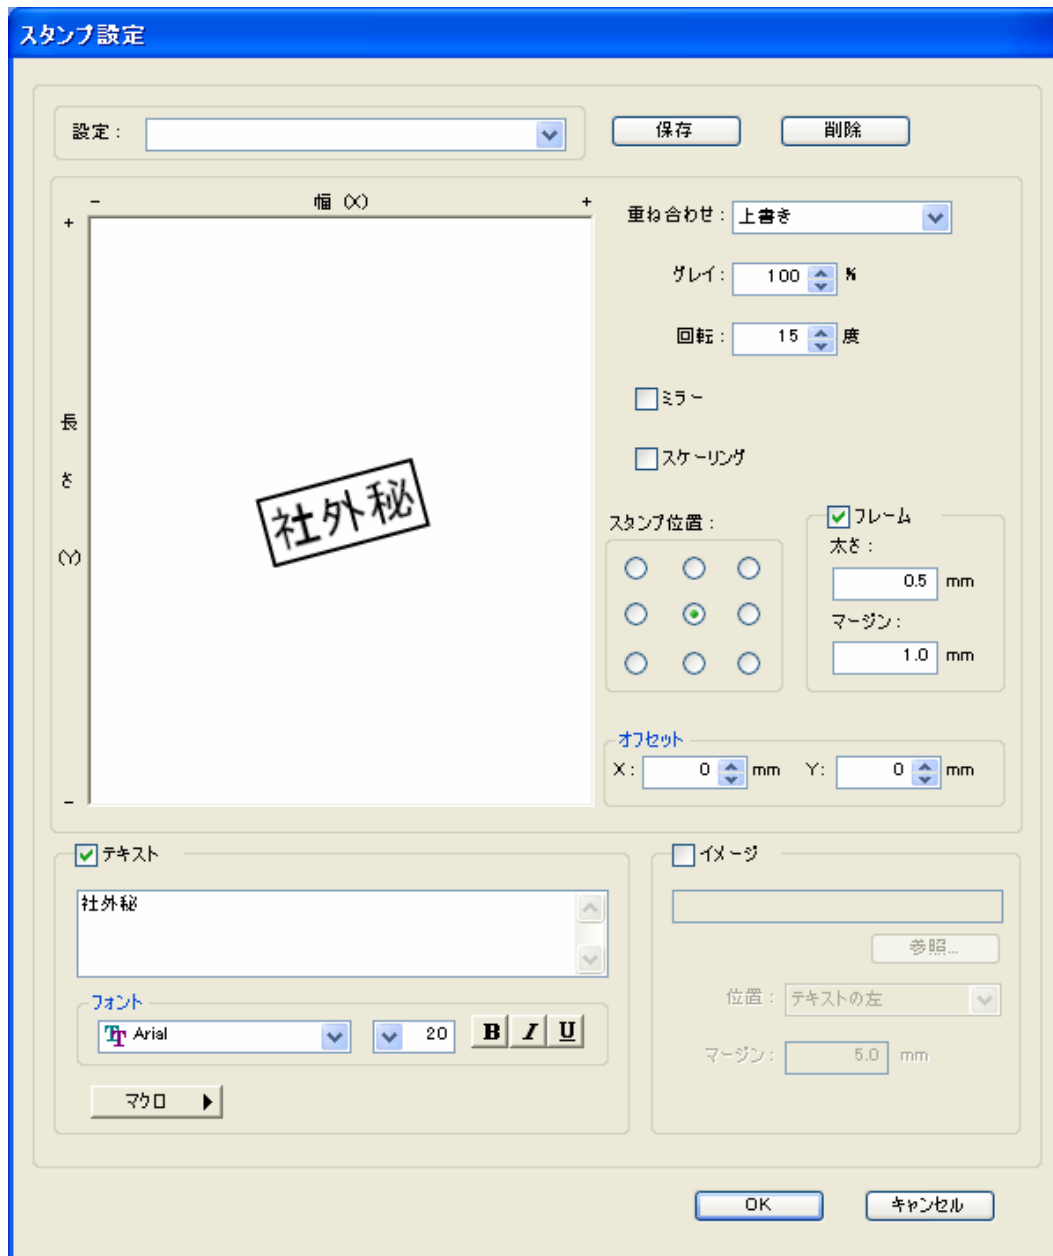 スタンプ設定
設定：
保存
削除
- 幅 (X) +
+
長
さ
(Y)
-
社外秘
重ね合わせ： 上書き
グレイ： 100 %
回転： 15 度
ミラー
スケーリング
スタンプ位置：
フレーム
太さ：
0.5 mm
マージン：
1.0 mm
オフセット
X： 0 mm Y： 0 mm
テキスト
社外秘
フォント
Arial 20 B I U
マクロ
イメージ
参照...
位置： テキストの左
マージン： 5.0 mm
OK キャンセル